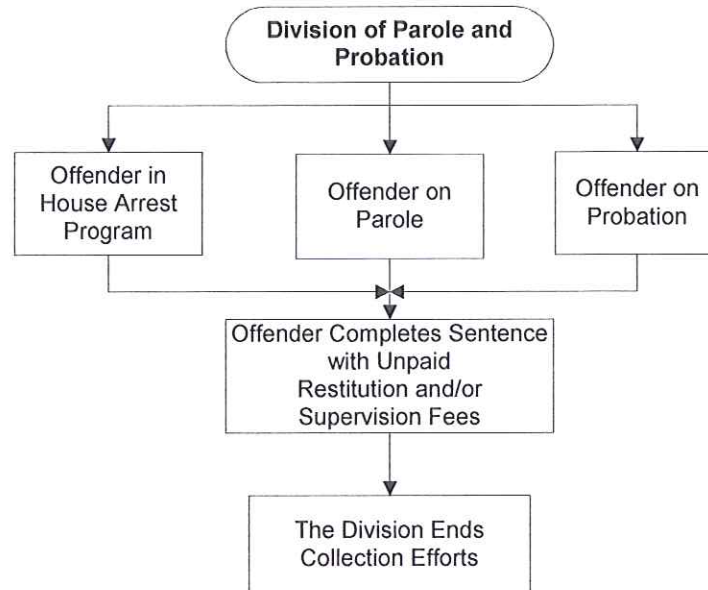 Division of Parole and
Probation
Offender in
House Arrest
Program
Offender on
Parole
Offender on
Probation
Offender Completes Sentence
with Unpaid
Restitution and/or
Supervision Fees
The Division Ends
Collection Efforts